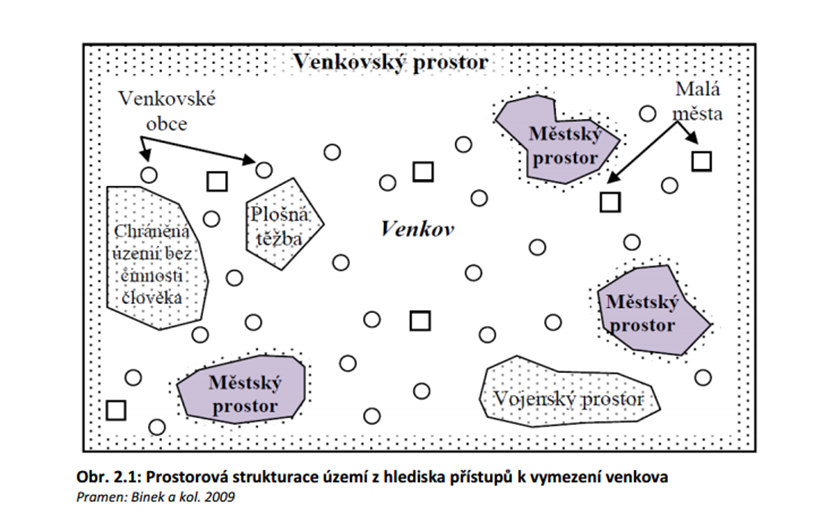 Venkovský prostor
Venkovské
obce
Malá
města
Městský
prostor
Plošná
těžba
Venkov
Chráněná
území bez
činnosti
člověka
Městský
prostor
Městský
prostor
Vojenský prostor
Obr. 2.1: Prostorová strukturace území z hlediska přístupů k vymezení venkova
Pramen: Binek a kol. 2009